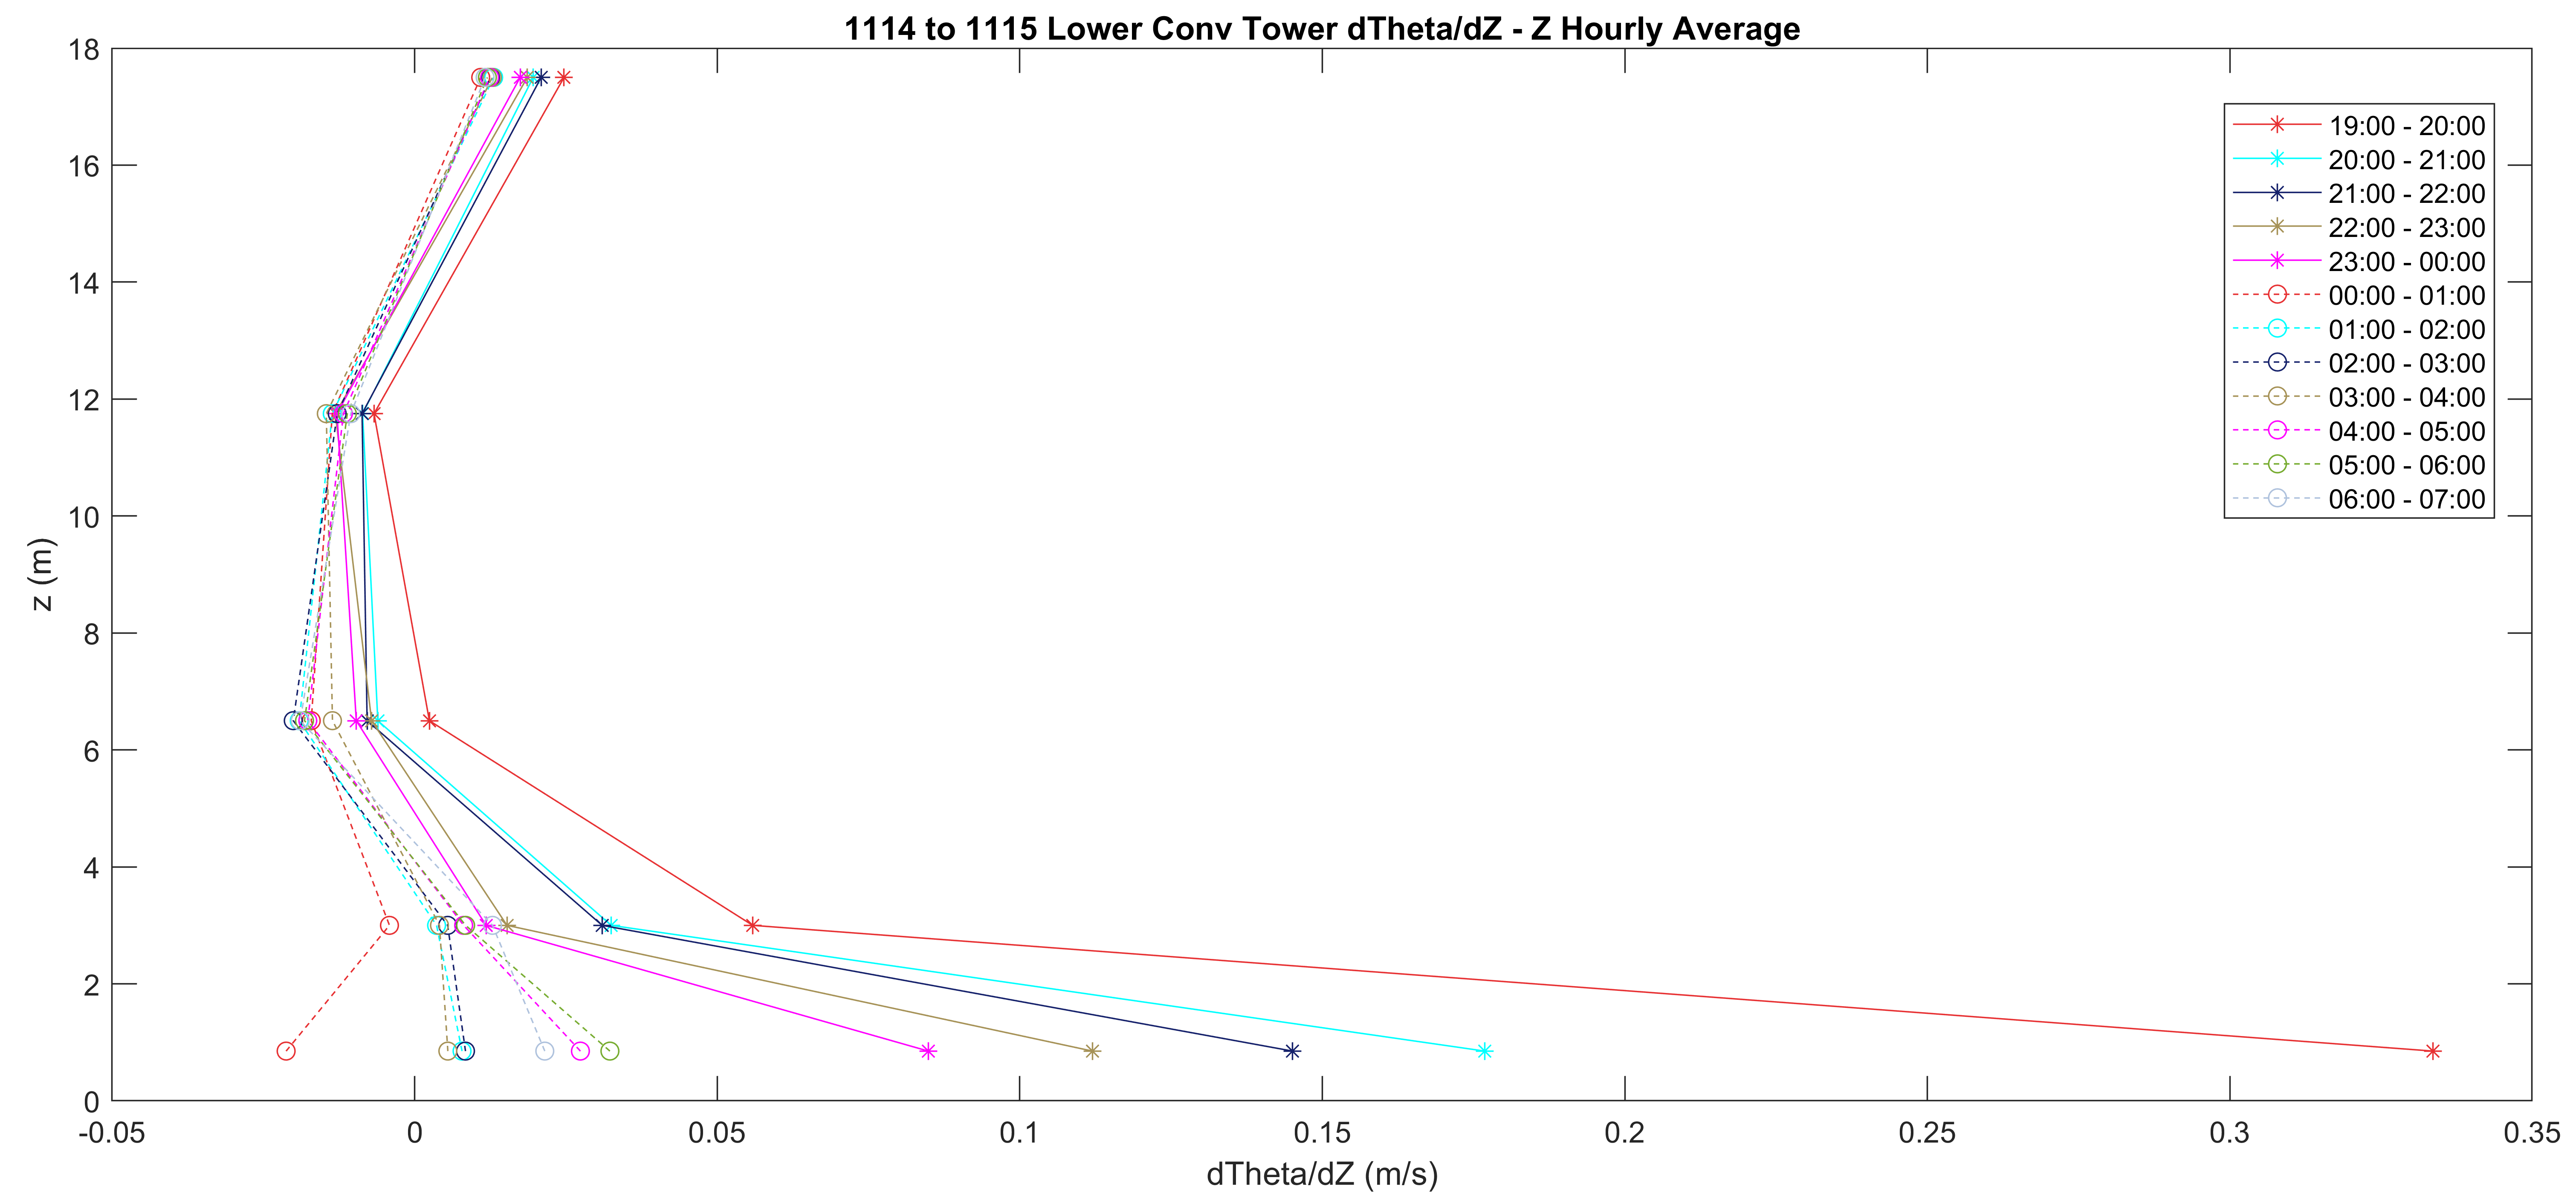 1114 to 1115 Lower Conv Tower dTheta/dZ - Z Hourly Average
18
16
14
12
10
8
6
4
2
0
z (m)
-0.05
0
0.05
0.1
0.15
0.2
0.25
0.3
0.35
dTheta/dZ (m/s)
19:00 - 20:00
20:00 - 21:00
21:00 - 22:00
22:00 - 23:00
23:00 - 00:00
00:00 - 01:00
01:00 - 02:00
02:00 - 03:00
03:00 - 04:00
04:00 - 05:00
05:00 - 06:00
06:00 - 07:00